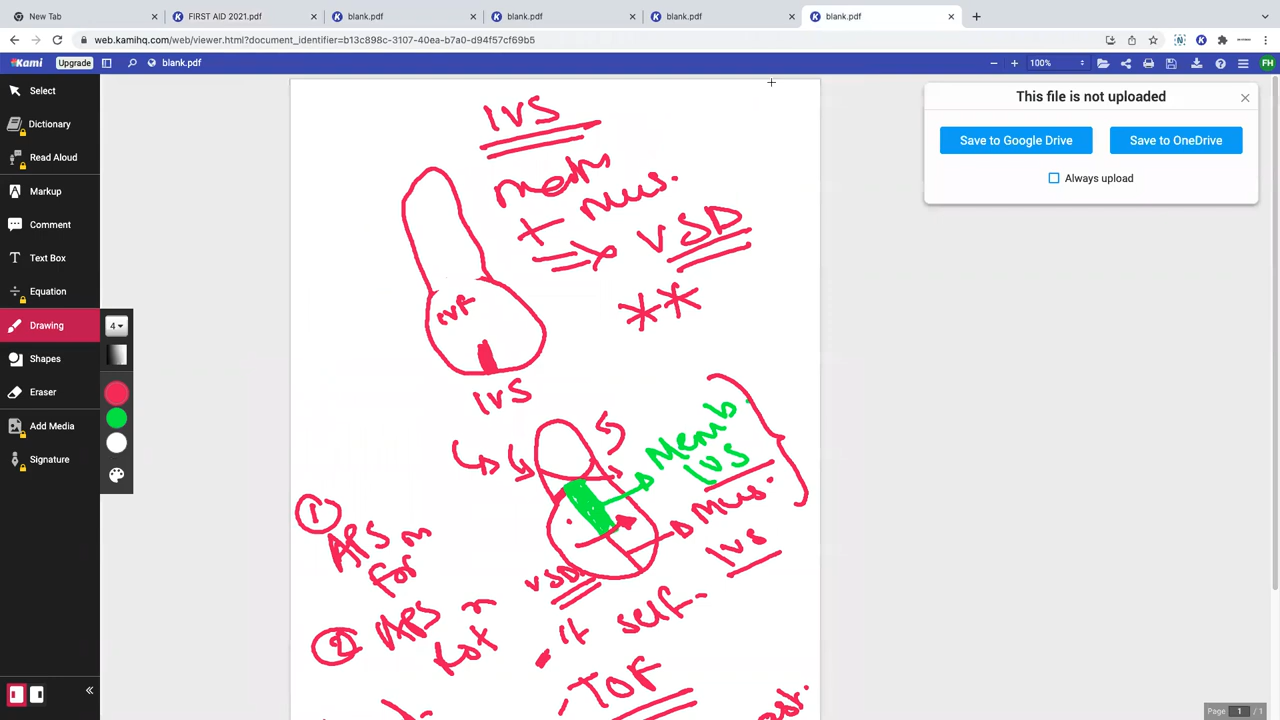 New Tab
FIRST AID 2021.pdf
blank.pdf
blank.pdf
blank.pdf
blank.pdf
web.kamihq.com/web/viewer.html?document_identifier=b13c898c-3107-40ea-b7a0-d94f57cf69b5
Kami
Upgrade
blank.pdf
100%
FH
Select
Dictionary
Read Aloud
Markup
Comment
Text Box
Equation
Drawing
4
Shapes
Eraser
Add Media
Signature
This file is not uploaded
Save to Google Drive
Save to OneDrive
Always upload
IVS
mus.
VSD
**
IVF
IVS
Memb
IVS
Mus.
IVS
VSD
1
APS
For
2 APS
Rot
It self
TOF
Page 1 / 1